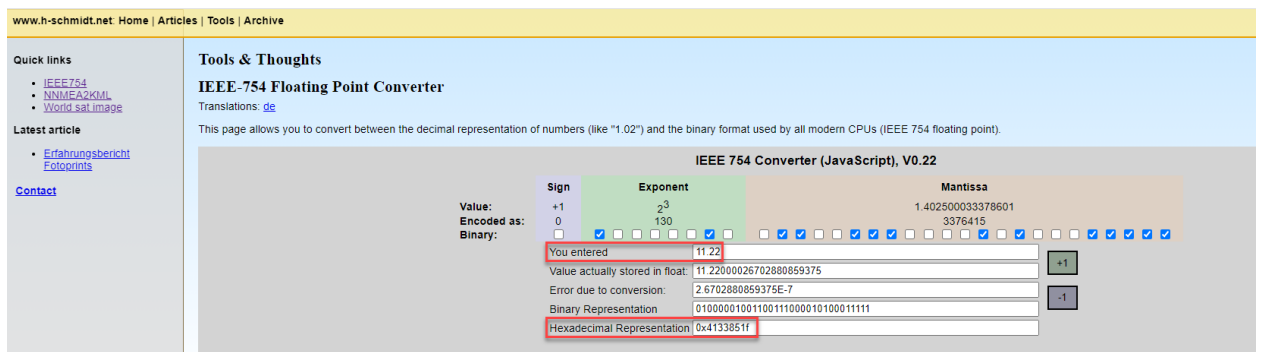 www.h-schmidt.net: Home | Articles | Tools | Archive
Quick links
IEEE754
NNMEA2KML
World sat image
Latest article
Erfahrungsbericht
Fotoprints
Contact
Tools & Thoughts
IEEE-754 Floating Point Converter
Translations: de
This page allows you to convert between the decimal representation of numbers (like "1.02") and the binary format used by all modern CPUs (IEEE 754 floating point).
IEEE 754 Converter (JavaScript), V0.22
Sign Exponent Mantissa
Value: +1 2^3 1.402500033378601
Encoded as: 0 130 3376415
Binary:
You entered 11.22
+1
Value actually stored in float: 11.22000026702880859375
Error due to conversion: 2.6702880859375E-7
-1
Binary Representation 01000001001100111000010100011111
Hexadecimal Representation 0x4133851f